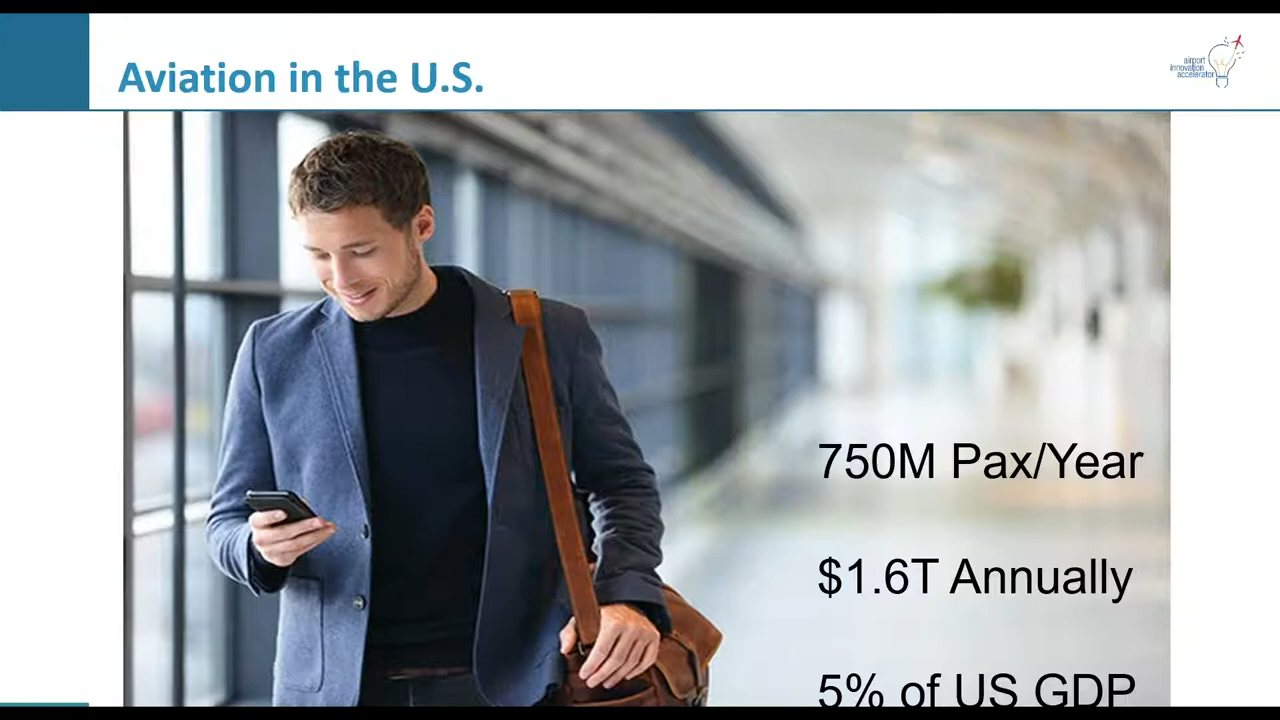 Aviation in the U.S.
airport
innovation
accelerator
750M Pax/Year
$1.6T Annually
5% of US GDP